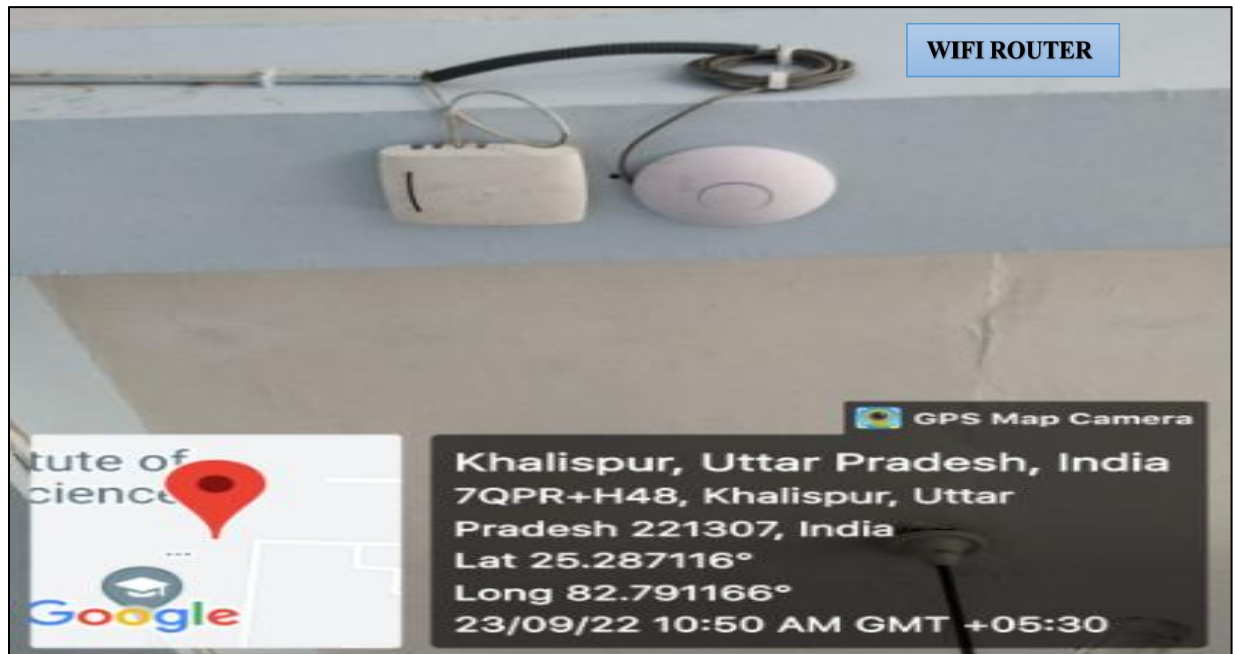 WIFI ROUTER
GPS Map Camera
tute of
cience
Google
Khalispur, Uttar Pradesh, India
7QPR+H48, Khalispur, Uttar
Pradesh 221307, India
Lat 25.287116°
Long 82.791166°
23/09/22 10:50 AM GMT +05:30